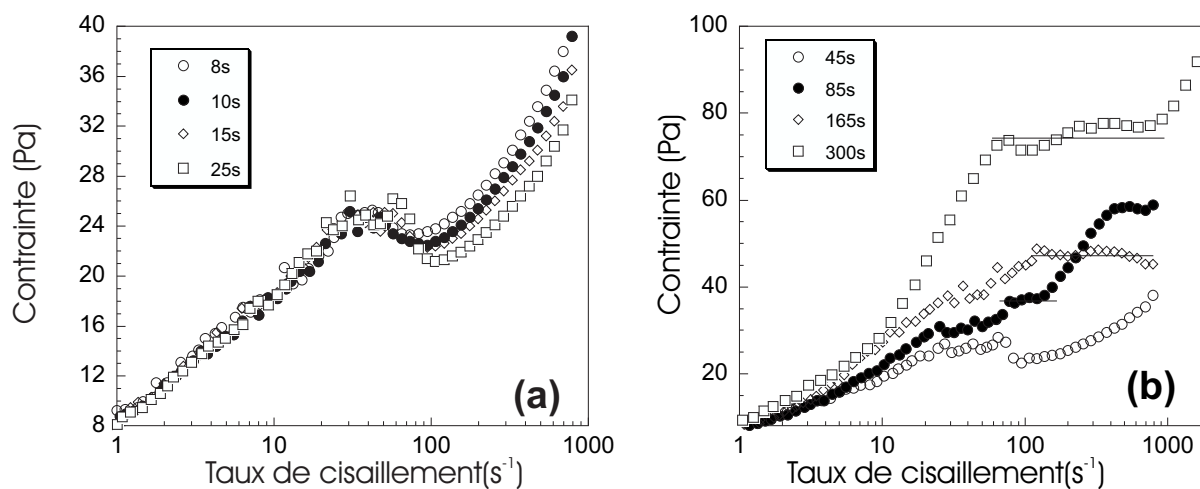 40
36
32
28
24
20
16
12
8
Contrainte (Pa)
8s
10s
15s
25s
(a)
1 10 100 1000
Taux de cisaillement(s-1)
100
80
60
40
20
Contrainte (Pa)
45s
85s
165s
300s
(b)
1 10 100 1000
Taux de cisaillement(s-1)